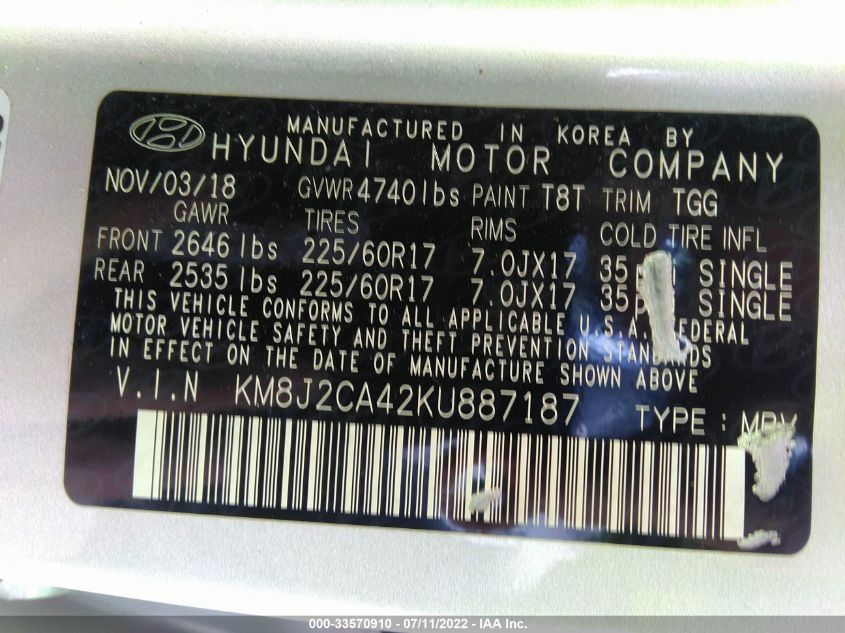 MANUFACTURED IN KOREA BY
HYUNDAI MOTOR COMPANY
NOV/03/18 GVWR 4740 lbs PAINT T8T TRIM TGG
GAWR TIRES RIMS COLD TIRE INFL
FRONT 2646 lbs 225/60R17 7.0JX17 35 SINGLE
REAR 2535 lbs 225/60R17 7.0JX17 35 SINGLE
THIS VEHICLE CONFORMS TO ALL APPLICABLE U.S.A. FEDERAL
MOTOR VEHICLE SAFETY AND THEFT PREVENTION STANDARDS
IN EFFECT ON THE DATE OF MANUFACTURE SHOWN ABOVE.
V.I.N KM8J2CA42KU887187 TYPE : MPV
000-33570910 - 07/11/2022 - IAA Inc.